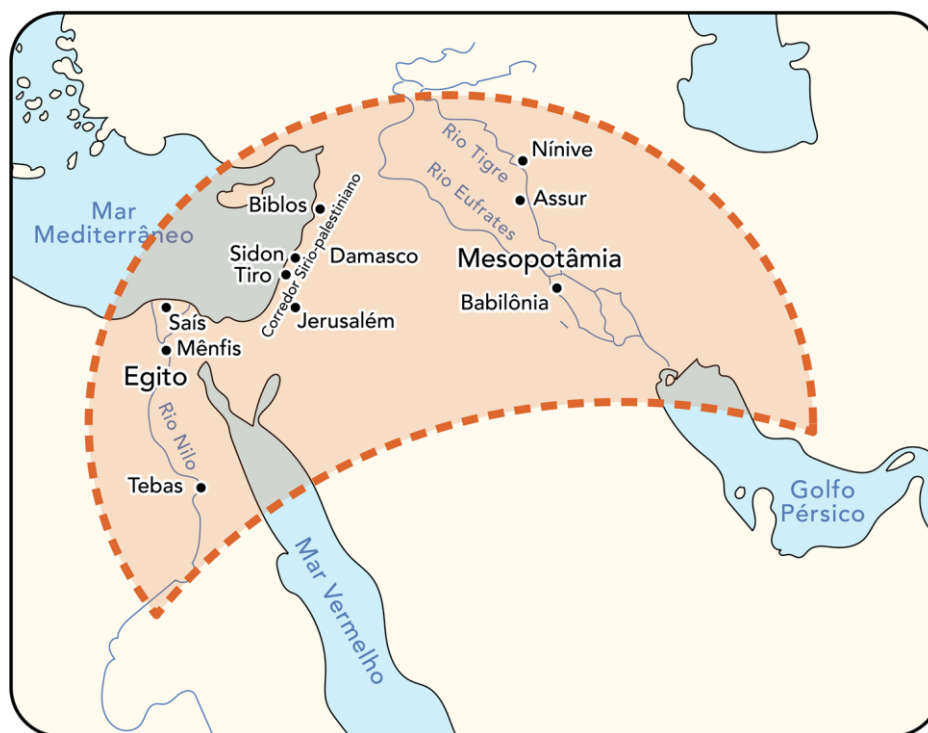 Mar
Mediterrâneo
Biblos
Sidon
Tiro
Corredor Sirio-palestiniano
Damasco
Jerusalém
Rio Tigre
Rio Eufrates
Nínive
Assur
Mesopotâmia
Babilônia
Saís
Mênfis
Egito
Rio Nilo
Tebas
Mar Vermelho
Golfo
Pérsico